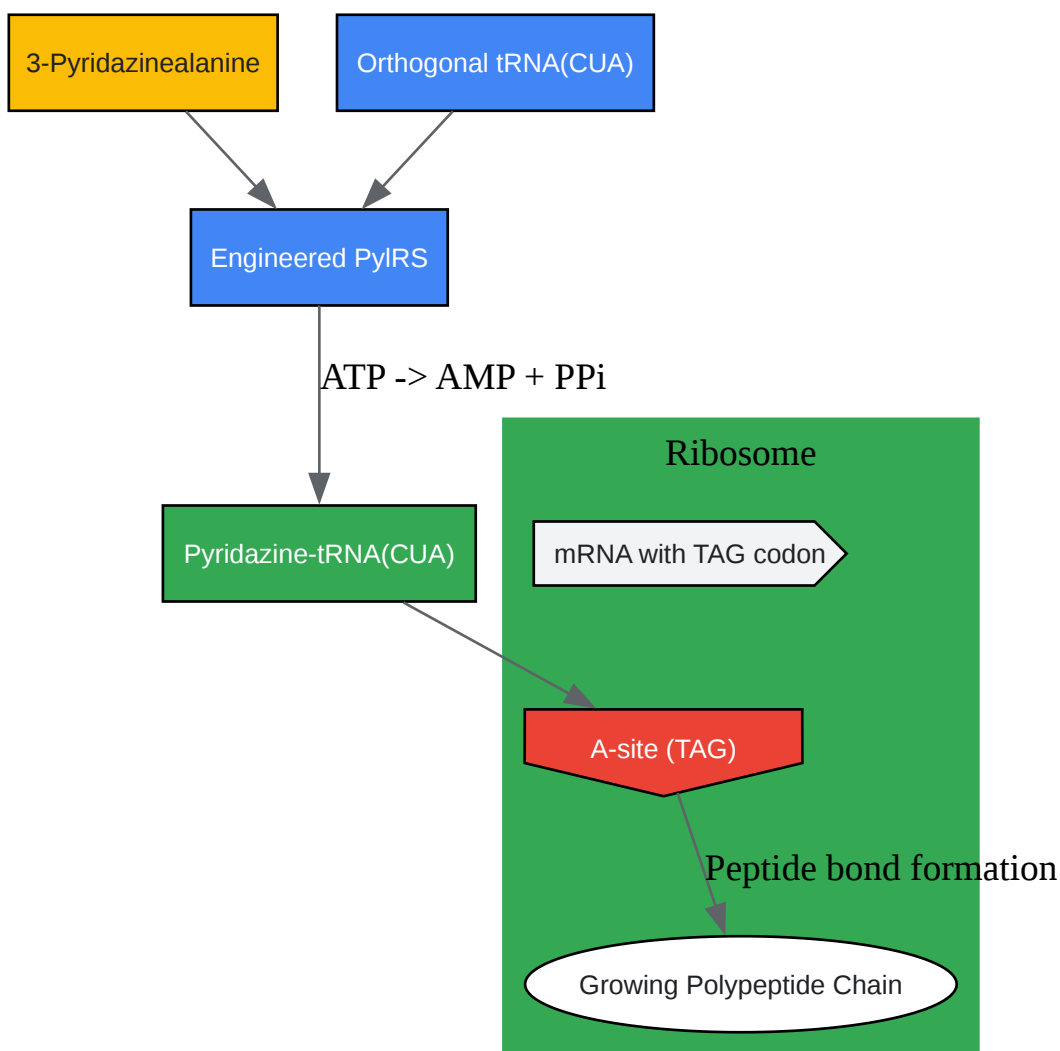 3-Pyridazinealanine
Orthogonal tRNA(CUA)
Engineered PylRS
ATP -> AMP + PPi
Ribosome
mRNA with TAG codon
Pyridazine-tRNA(CUA)
A-site (TAG)
Peptide bond formation
Growing Polypeptide Chain